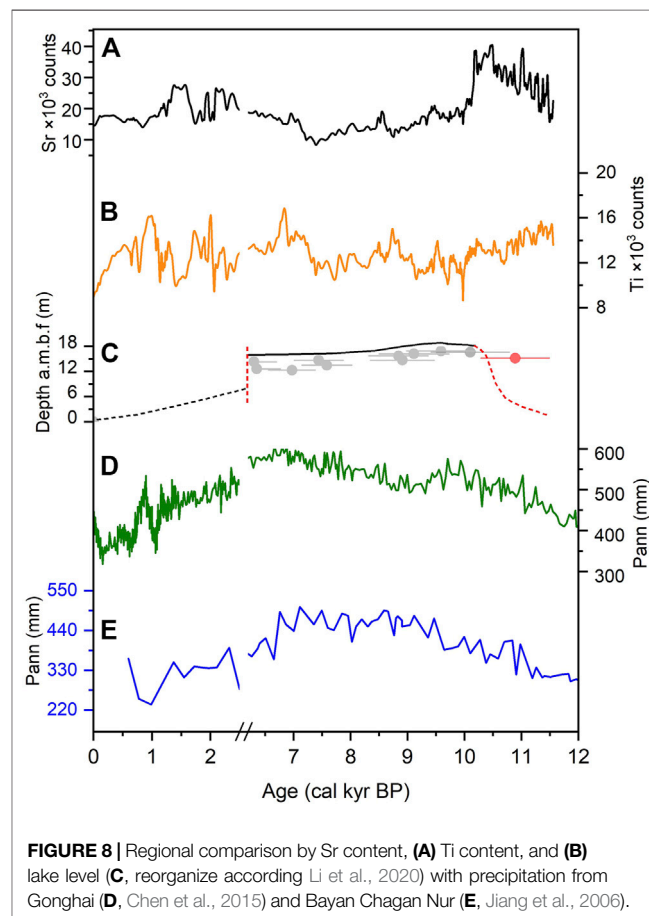 A
40
30
20
10
Sr ×10³ counts
B
20
16
12
8
Ti ×10³ counts
C
18
12
6
0
Depth a.m.b.f (m)
D
600
500
400
300
Pann (mm)
E
550
440
330
220
Pann (mm)
0 1 2 7 8 9 10 11 12
Age (cal kyr BP)
FIGURE 8 | Regional comparison by Sr content, (A) Ti content, and (B)
lake level (C, reorganize according Li et al., 2020) with precipitation from
Gonghai (D, Chen et al., 2015) and Bayan Chagan Nur (E, Jiang et al., 2006).